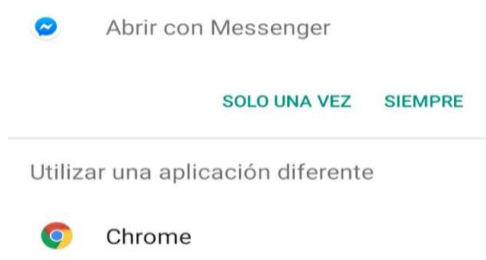 Abrir con Messenger
SOLO UNA VEZ SIEMPRE
Utilizar una aplicación diferente
Chrome